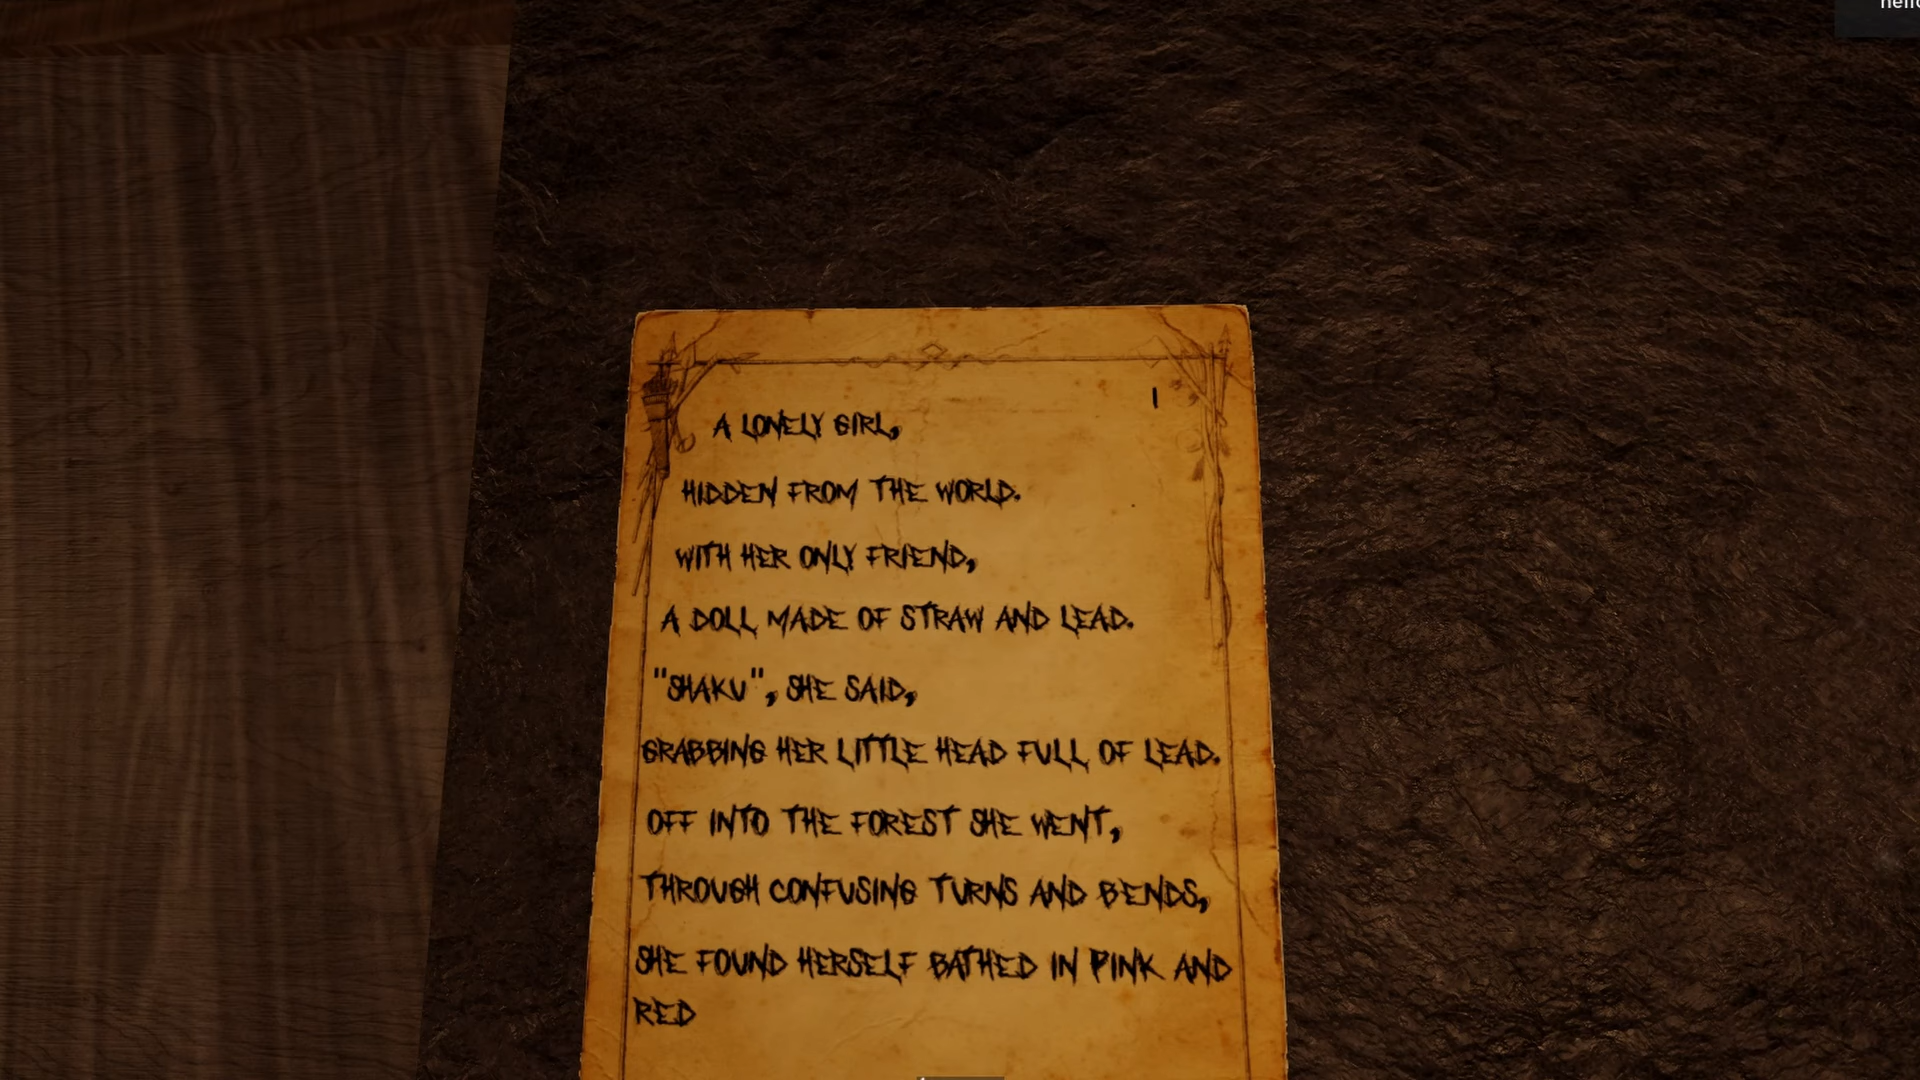 hello
1
A LONELY GIRL,
HIDDEN FROM THE WORLD.
WITH HER ONLY FRIEND,
A DOLL MADE OF STRAW AND LEAD.
"SHAKU", SHE SAID,
GRABBING HER LITTLE HEAD FULL OF LEAD.
OFF INTO THE FOREST SHE WENT,
THROUGH CONFUSING TURNS AND BENDS,
SHE FOUND HERSELF BATHED IN PINK AND
RED